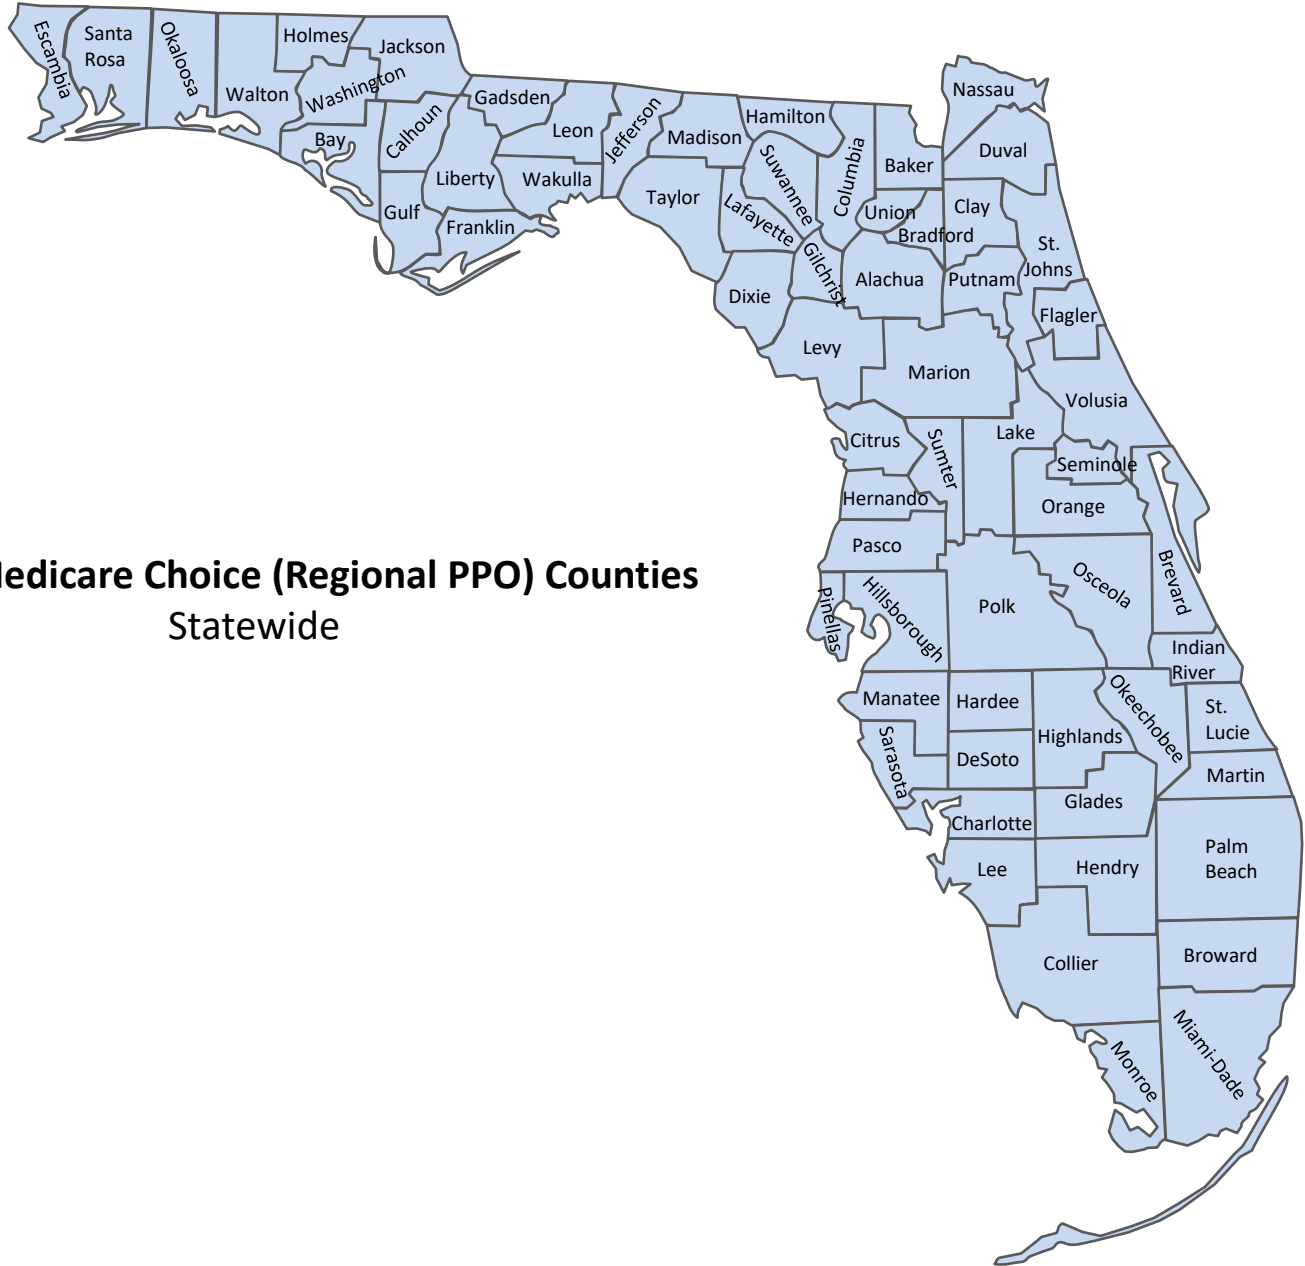 Escambia
Santa
Rosa
Okaloosa
Walton
Holmes
Washington
Jackson
Bay
Calhoun
Gulf
Liberty
Gadsden
Franklin
Leon
Wakulla
Jefferson
Madison
Taylor
Hamilton
Suwannee
Lafayette
Columbia
Gilchrist
Dixie
Baker
Union
Bradford
Alachua
Nassau
Duval
Clay
St.
Johns
Putnam
Flagler
Levy
Marion
Volusia
Citrus
Sumter
Lake
Seminole
Hernando
Orange
Pasco
edicare Choice (Regional PPO) Counties
Statewide
Pinellas
Hillsborough
Polk
Osceola
Brevard
Indian
River
Manatee
Hardee
Highlands
Okeechobee
St.
Lucie
Sarasota
DeSoto
Martin
Glades
Charlotte
Lee
Hendry
Palm
Beach
Collier
Broward
Monroe
Miami-Dade